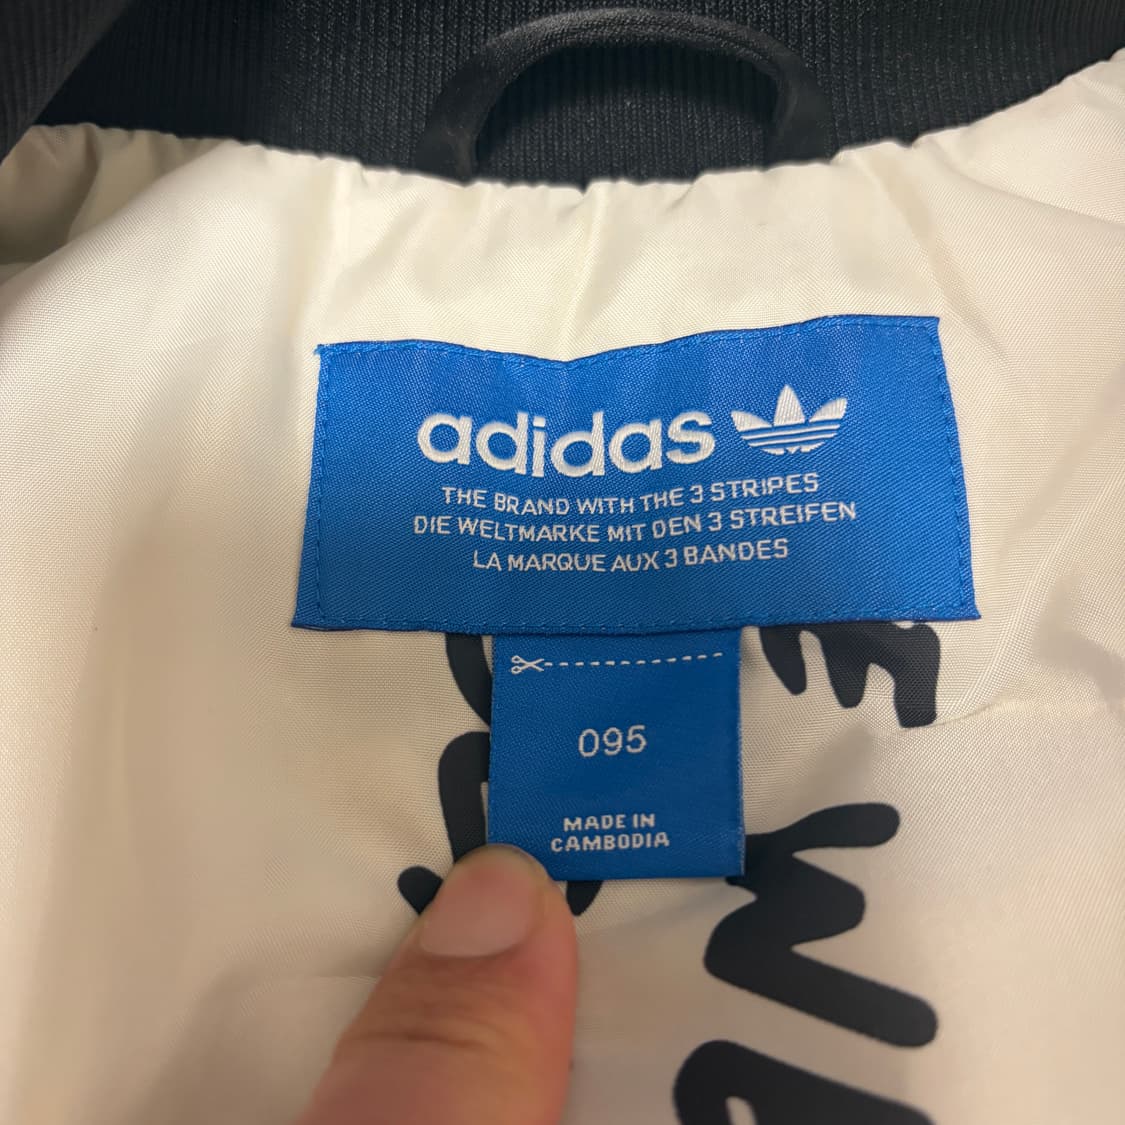 adidas
THE BRAND WITH THE 3 STRIPES
DIE WELTMARKE MIT DEN 3 STREIFEN
LA MARQUE AUX 3 BANDES
095
MADE IN
CAMBODIA